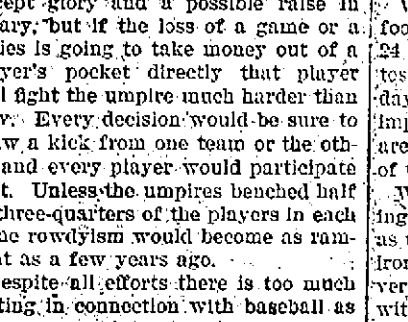 cept glory and a possible raise in
ary, but if the loss of a game or a
ies is going to take money out of a
yer's pocket directly that player
l fight the umpire much harder than
w. Every decision would be sure to
aw a kick from one team or the oth-
and every player would participate
t. Unless the umpires benched half
three-quarters of the players in each
me rowdyism would become as ram-
nt as a few years ago.
espite all efforts there is too much
ting in connection with baseball as
foo
24
tes
day
imp
are
of
W
ing
as t
Iron
ver
wit